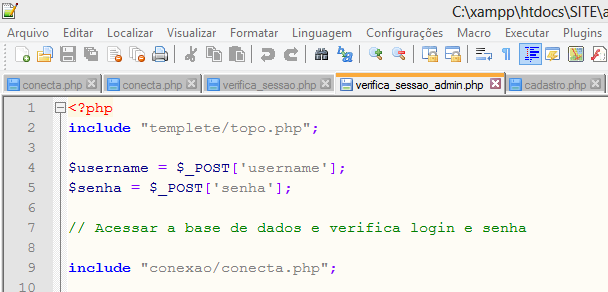 C:\xampp\htdocs\SITE\a
Arquivo Editar Localizar Visualizar Formatar Linguagem Configurações Macro Executar Plugins
conecta.php conecta.php verifica_sessao.php verifica_sessao_admin.php cadastro.php
1 <?php
2 include "templete/topo.php";
3
4 $username = $_POST['username'];
5 $senha = $_POST['senha'];
6
7 // Acessar a base de dados e verifica login e senha
8
9 include "conexao/conecta.php";
10